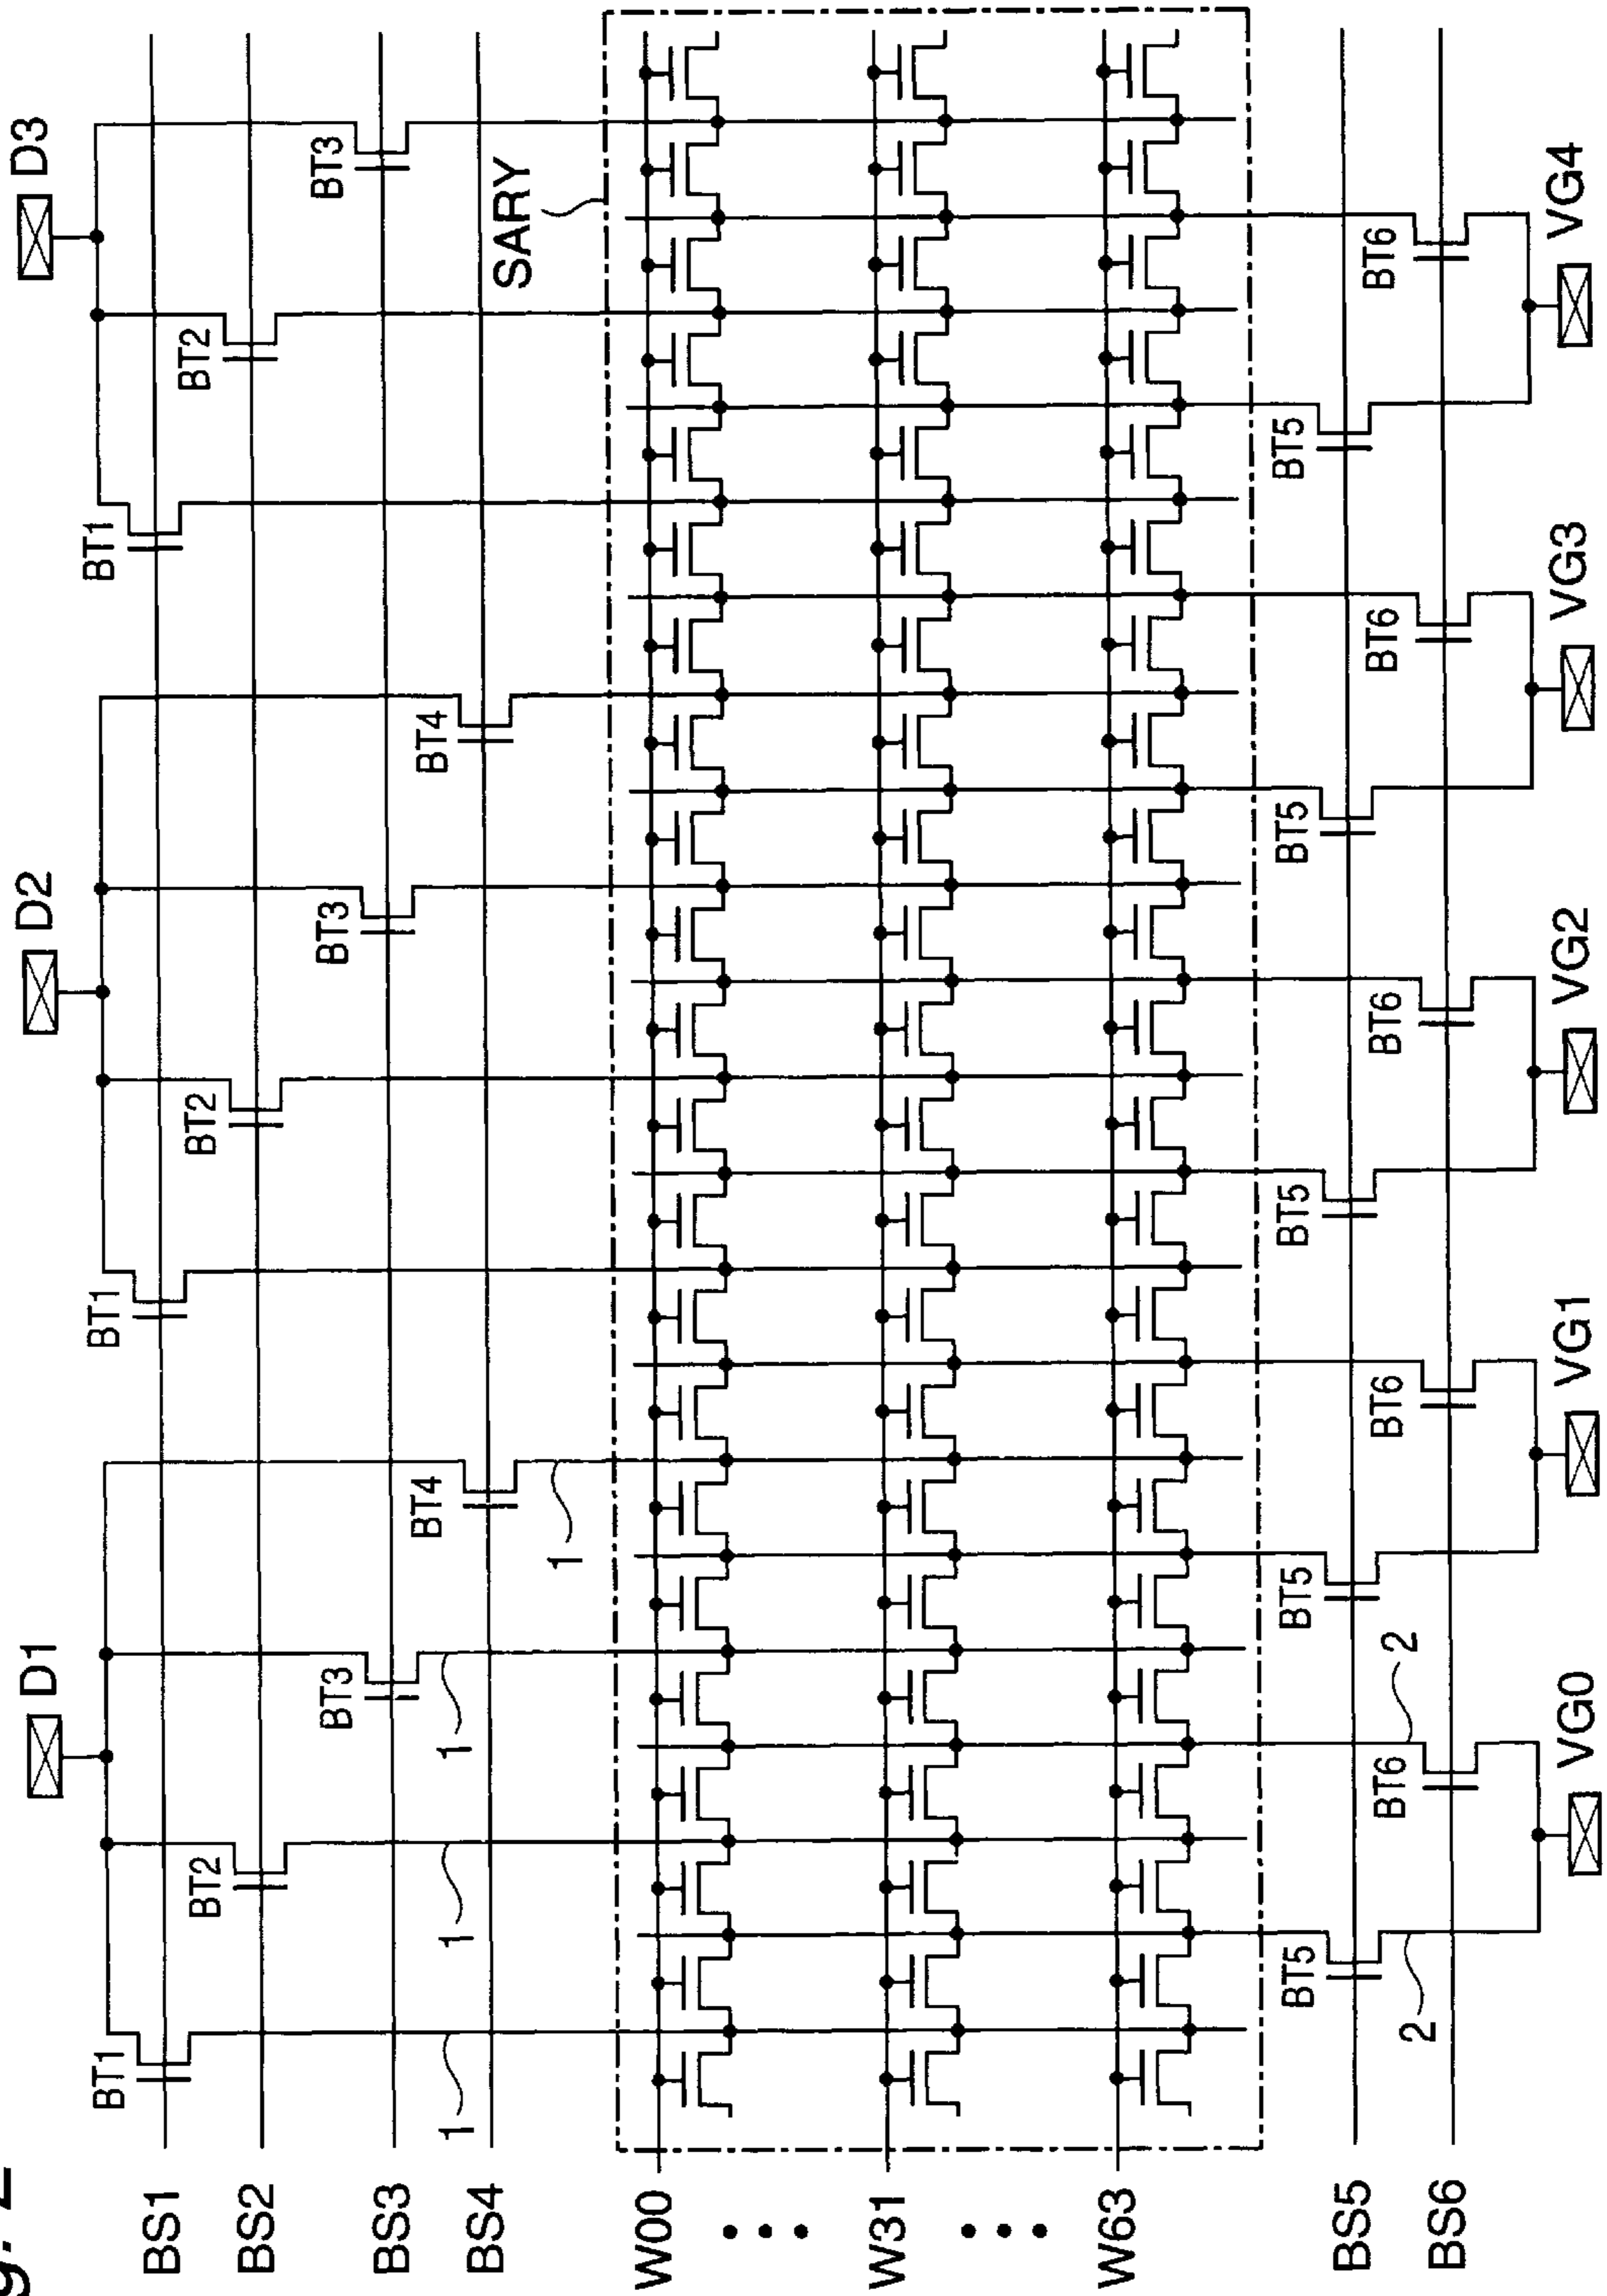 g. 2
D1 D2 D3
BT1 BT1 BT1
BS1
BT2 BT2 BT2
BS2
BT3 BT3 BT3
BS3
BT4 BT4
BS4
1 1 1 1
SARY
W00
W31
W63
BT5 BT5 BT5 BT5 BT5
BS5
BT6 BT6 BT6 BT6 BT6
BS6
2 2
VG0 VG1 VG2 VG3 VG4